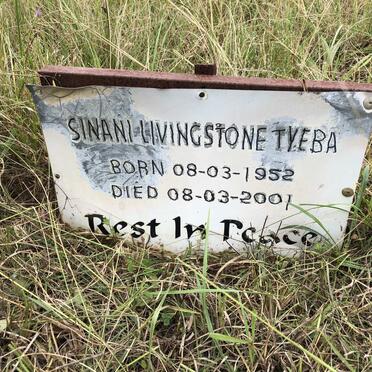 SINANI LIVINGSTONE TYEBA
BORN 08-03-1952
DIED 08-03-2001
Rest In Peace